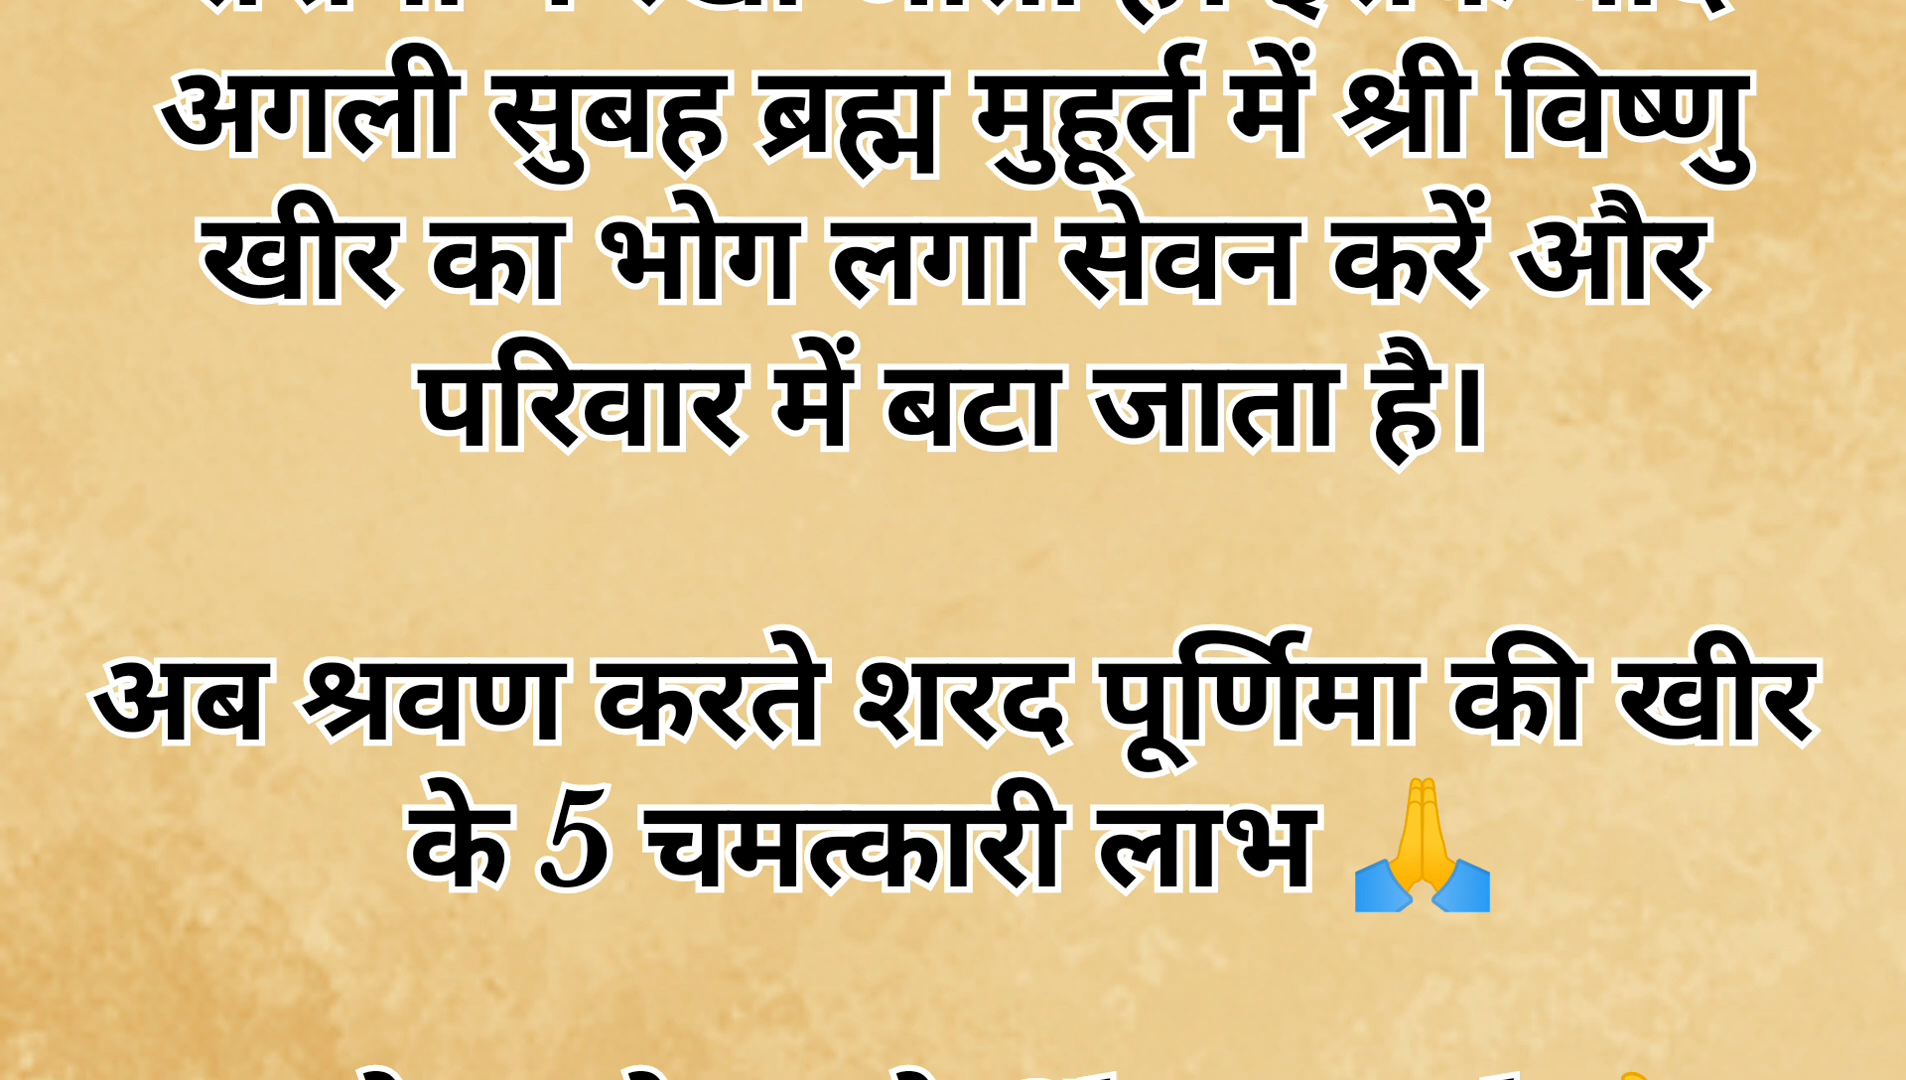 अगली सुबह ब्रह्म मुहूर्त में श्री विष्णु
खीर का भोग लगा सेवन करें और
परिवार में बटा जाता है।
अब श्रवण करते शरद पूर्णिमा की खीर
के 5 चमत्कारी लाभ 🙏